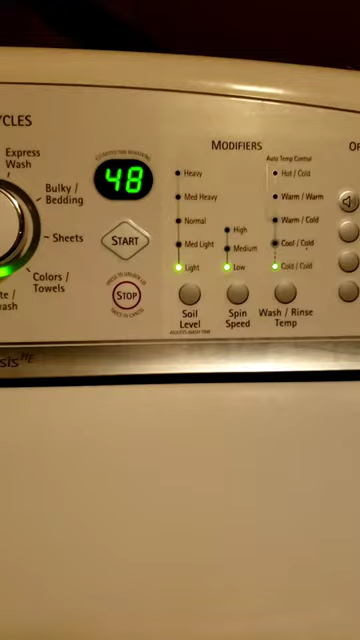 CYCLES
MODIFIERS
Express
Wash
Bulky /
Bedding
Sheets
Colors /
Towels
48
START
STOP
Heavy
Med Heavy
Normal
Med Light
Light
Soil
Level
High
Medium
Low
Spin
Speed
Auto Temp Control
Hot / Cold
Warm / Warm
Warm / Cold
Cool / Cold
Cold / Cold
Wash / Rinse
Temp